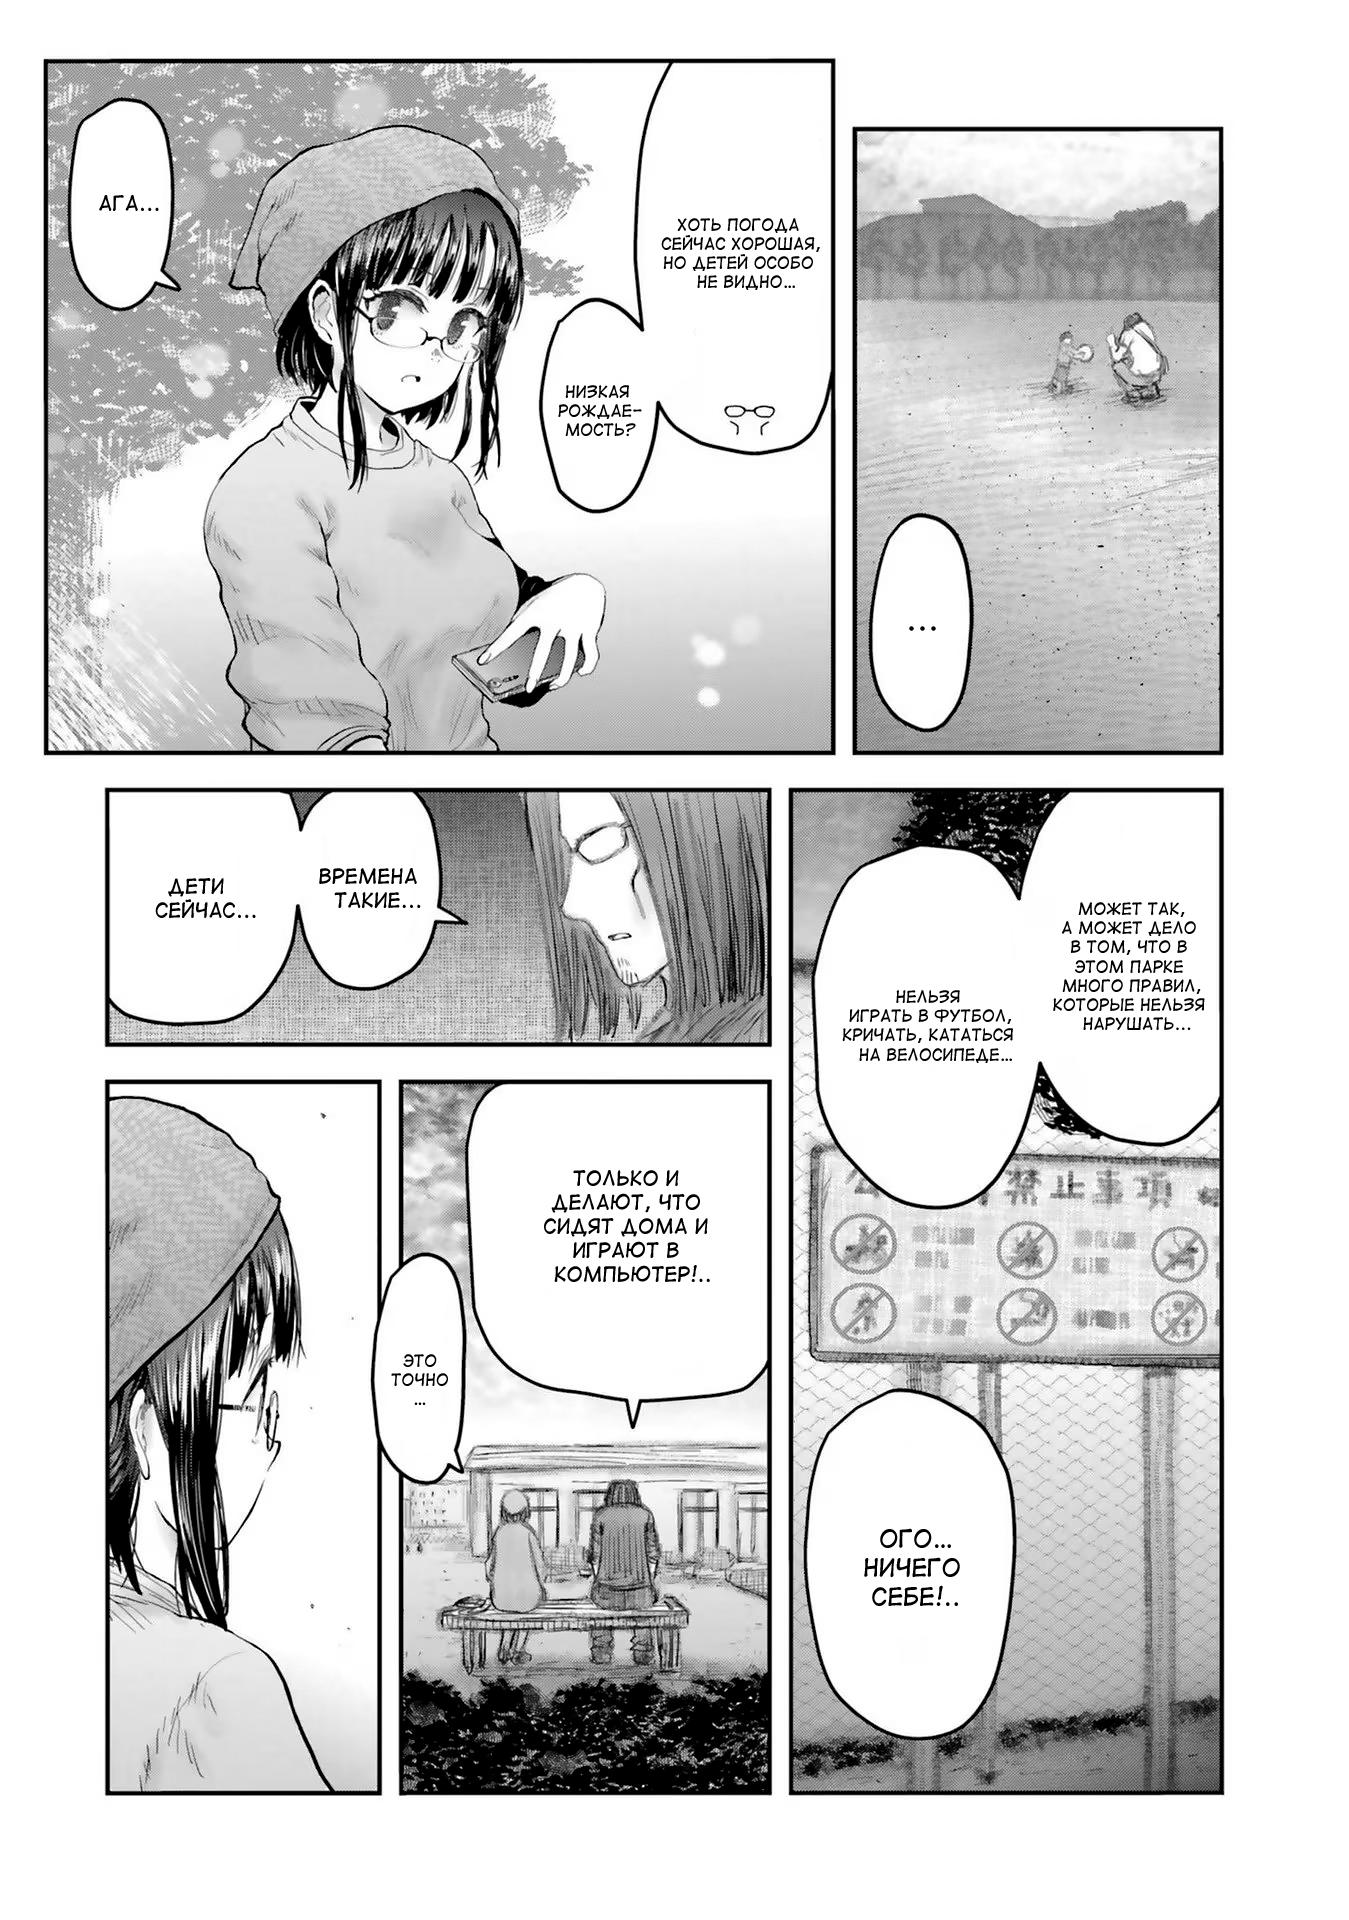 ...
ХОТЬ ПОГОДА
СЕЙЧАС ХОРОШАЯ,
НО ДЕТЕЙ ОСОБО
НЕ ВИДНО...
НИЗКАЯ
РОЖДАЕ-
МОСТЬ?
АГА...
МОЖЕТ ТАК,
А МОЖЕТ ДЕЛО
В ТОМ, ЧТО В
ЭТОМ ПАРКЕ
МНОГО ПРАВИЛ,
КОТОРЫЕ НЕЛЬЗЯ
НАРУШАТЬ...
НЕЛЬЗЯ
ИГРАТЬ В ФУТБОЛ,
КРИЧАТЬ, КАТАТЬСЯ
НА ВЕЛОСИПЕДЕ...
禁止事項
ОГО...
НИЧЕГО
СЕБЕ!..
ВРЕМЕНА
ТАКИЕ...
ДЕТИ
СЕЙЧАС...
ТОЛЬКО И
ДЕЛАЮТ, ЧТО
СИДЯТ ДОМА И
ИГРАЮТ В
КОМПЬЮТЕР!..
ЭТО
ТОЧНО
...